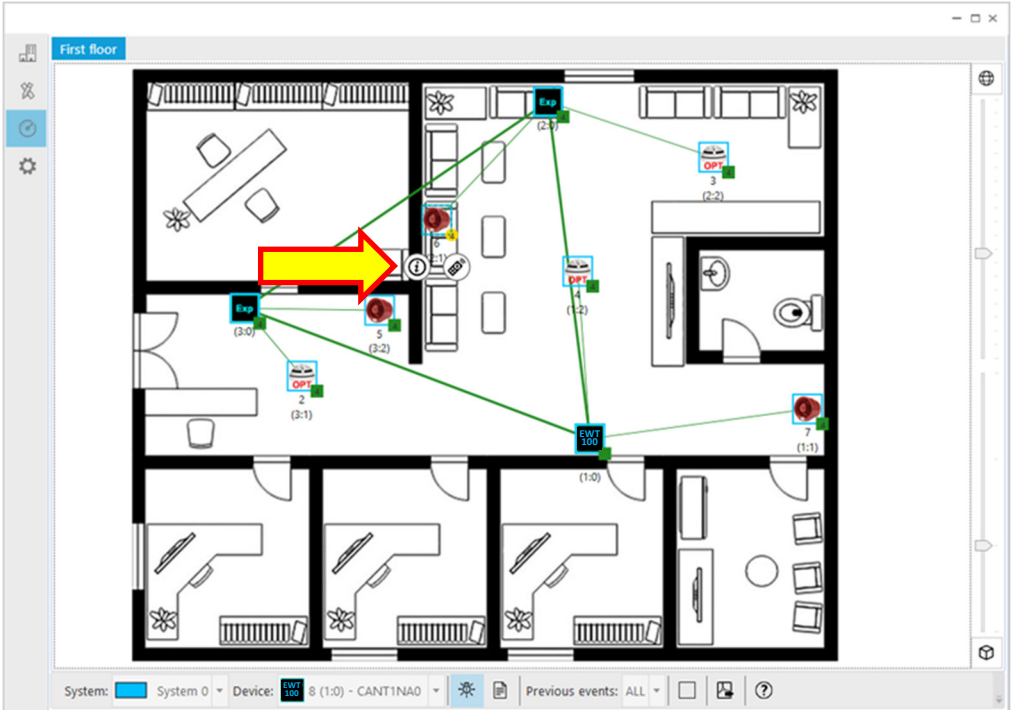 First floor
Exp
(2:0)
OPT
3
(2:2)
6
2:1)
OPT
4
(1:2)
Exp
(3:0)
5
(3:2)
OPT
2
(3:1)
EWT
100
(1:0)
7
(1:1)
System: System 0 Device: EWT 100 8 (1:0) - CANT1NA0 Previous events: ALL